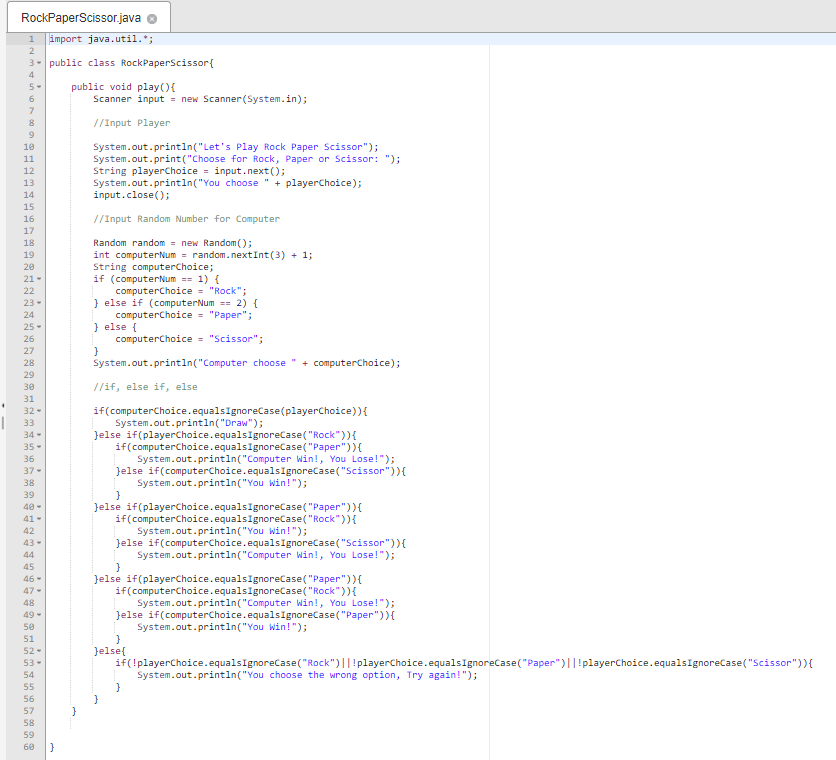 RockPaperScissor.java
1 import java.util.*;
2
3 public class RockPaperScissor{
4
5     public void play(){
6         Scanner input = new Scanner(System.in);
7
8         //Input Player
9
10         System.out.println("Let's Play Rock Paper Scissor");
11         System.out.print("Choose for Rock, Paper or Scissor: ");
12         String playerChoice = input.next();
13         System.out.println("You choose " + playerChoice);
14         input.close();
15
16         //Input Random Number for Computer
17
18         Random random = new Random();
19         int computerNum = random.nextInt(3) + 1;
20         String computerChoice;
21         if (computerNum == 1) {
22             computerChoice = "Rock";
23         } else if (computerNum == 2) {
24             computerChoice = "Paper";
25         } else {
26             computerChoice = "Scissor";
27         }
28         System.out.println("Computer choose " + computerChoice);
29
30         //if, else if, else
31
32         if(computerChoice.equalsIgnoreCase(playerChoice)){
33             System.out.println("Draw");
34         }else if(playerChoice.equalsIgnoreCase("Rock")){
35             if(computerChoice.equalsIgnoreCase("Paper")){
36                 System.out.println("Computer Win!, You Lose!");
37             }else if(computerChoice.equalsIgnoreCase("Scissor")){
38                 System.out.println("You Win!");
39             }
40         }else if(playerChoice.equalsIgnoreCase("Paper")){
41             if(computerChoice.equalsIgnoreCase("Rock")){
42                 System.out.println("You Win!");
43             }else if(computerChoice.equalsIgnoreCase("Scissor")){
44                 System.out.println("Computer Win!, You Lose!");
45             }
46         }else if(playerChoice.equalsIgnoreCase("Paper")){
47             if(computerChoice.equalsIgnoreCase("Rock")){
48                 System.out.println("Computer Win!, You Lose!");
49             }else if(computerChoice.equalsIgnoreCase("Paper")){
50                 System.out.println("You Win!");
51             }
52         }else{
53             if(!playerChoice.equalsIgnoreCase("Rock")||!playerChoice.equalsIgnoreCase("Paper")||!playerChoice.equalsIgnoreCase("Scissor")){
54                 System.out.println("You choose the wrong option, Try again!");
55             }
56         }
57     }
58
59
60 }